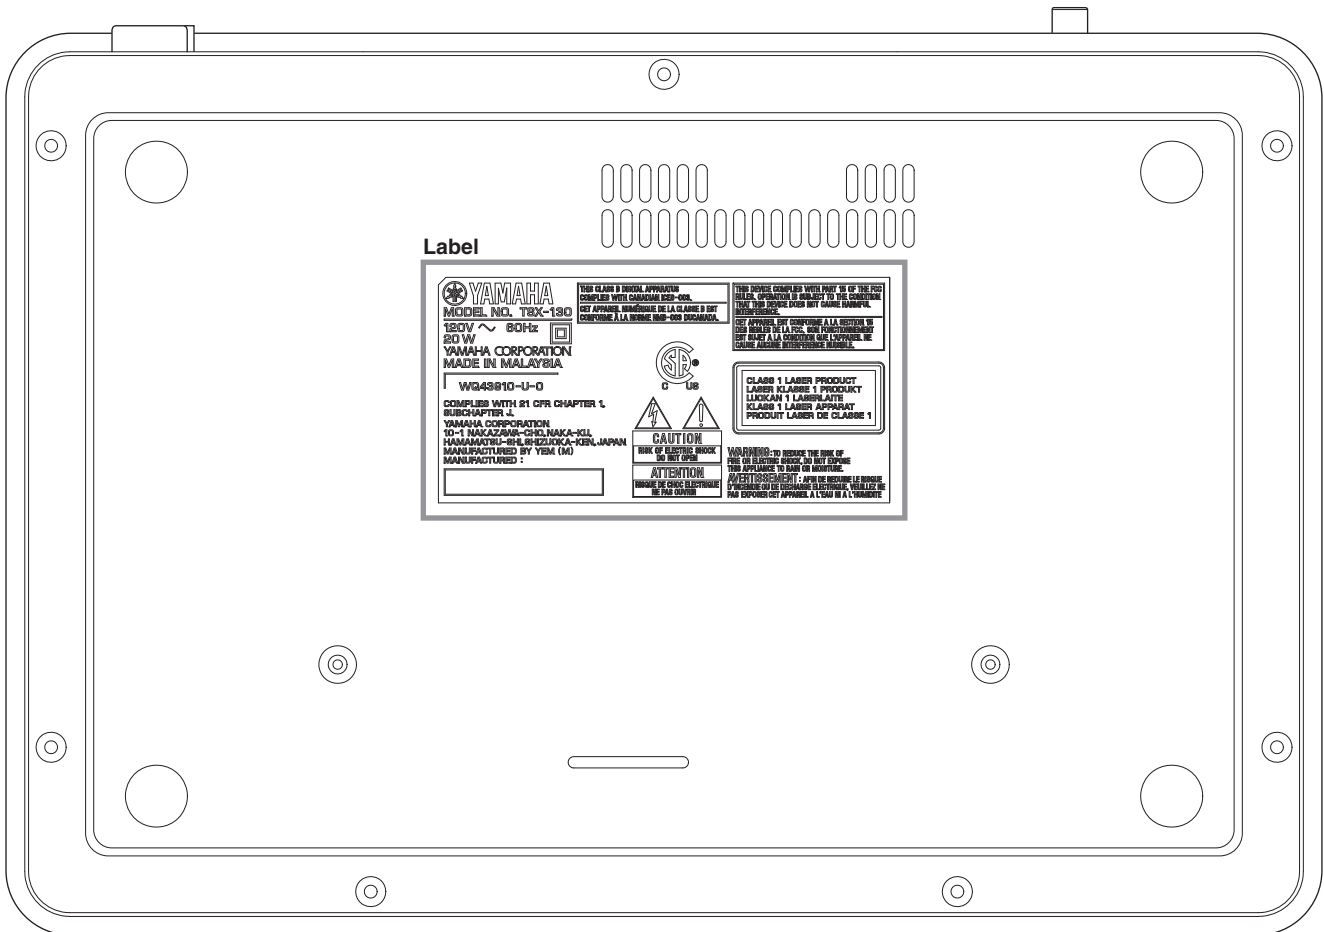 Label
YAMAHA
MODEL NO. TSX-130
120V ~ 60Hz
20 W
YAMAHA CORPORATION
MADE IN MALAYSIA
WQ43910-U-0
COMPLIES WITH 21 CFR CHAPTER 1,
SUBCHAPTER J.
YAMAHA CORPORATION
10-1 NAKAZAWA-CHO, NAKA-KU,
HAMAMATSU-SHI, SHIZUOKA-KEN, JAPAN
MANUFACTURED BY YEM (M)
MANUFACTURED :
THIS CLASS B DIGITAL APPARATUS
COMPLIES WITH CANADIAN ICES-003.
CET APPAREIL NUMÉRIQUE DE LA CLASSE B EST
CONFORME À LA NORME NMB-003 DUCANADA.
SA ®
C US
CAUTION
RISK OF ELECTRIC SHOCK
DO NOT OPEN
ATTENTION
RISQUE DE CHOC ELECTRIQUE
NE PAS OUVRIR
THIS DEVICE COMPLIES WITH PART 15 OF THE FCC
RULES. OPERATION IS SUBJECT TO THE CONDITION
THAT THIS DEVICE DOES NOT CAUSE HARMFUL
INTERFERENCE.
CET APPAREIL EST CONFORME A LA SECTION 15
DES REGLES DE LA FCC. SON FONCTIONNEMENT
EST SUJET A LA CONDITION QUE L'APPAREIL NE
CAUSE AUCUNE INTERFERENCE NUISIBLE.
CLASS 1 LASER PRODUCT
LASER KLASSE 1 PRODUKT
LUOKAN 1 LASERLAITE
KLASS 1 LASER APPARAT
PRODUIT LASER DE CLASSE 1
WARNING : TO REDUCE THE RISK OF
FIRE OR ELECTRIC SHOCK, DO NOT EXPOSE
THIS APPLIANCE TO RAIN OR MOISTURE.
AVERTISSEMENT : AFIN DE REDUIRE LE RISQUE
D'INCENDIE OU DE DECHARGE ELECTRIQUE, VEUILLEZ NE
PAS EXPOSER CET APPAREIL A L'EAU NI A L'HUMIDITE